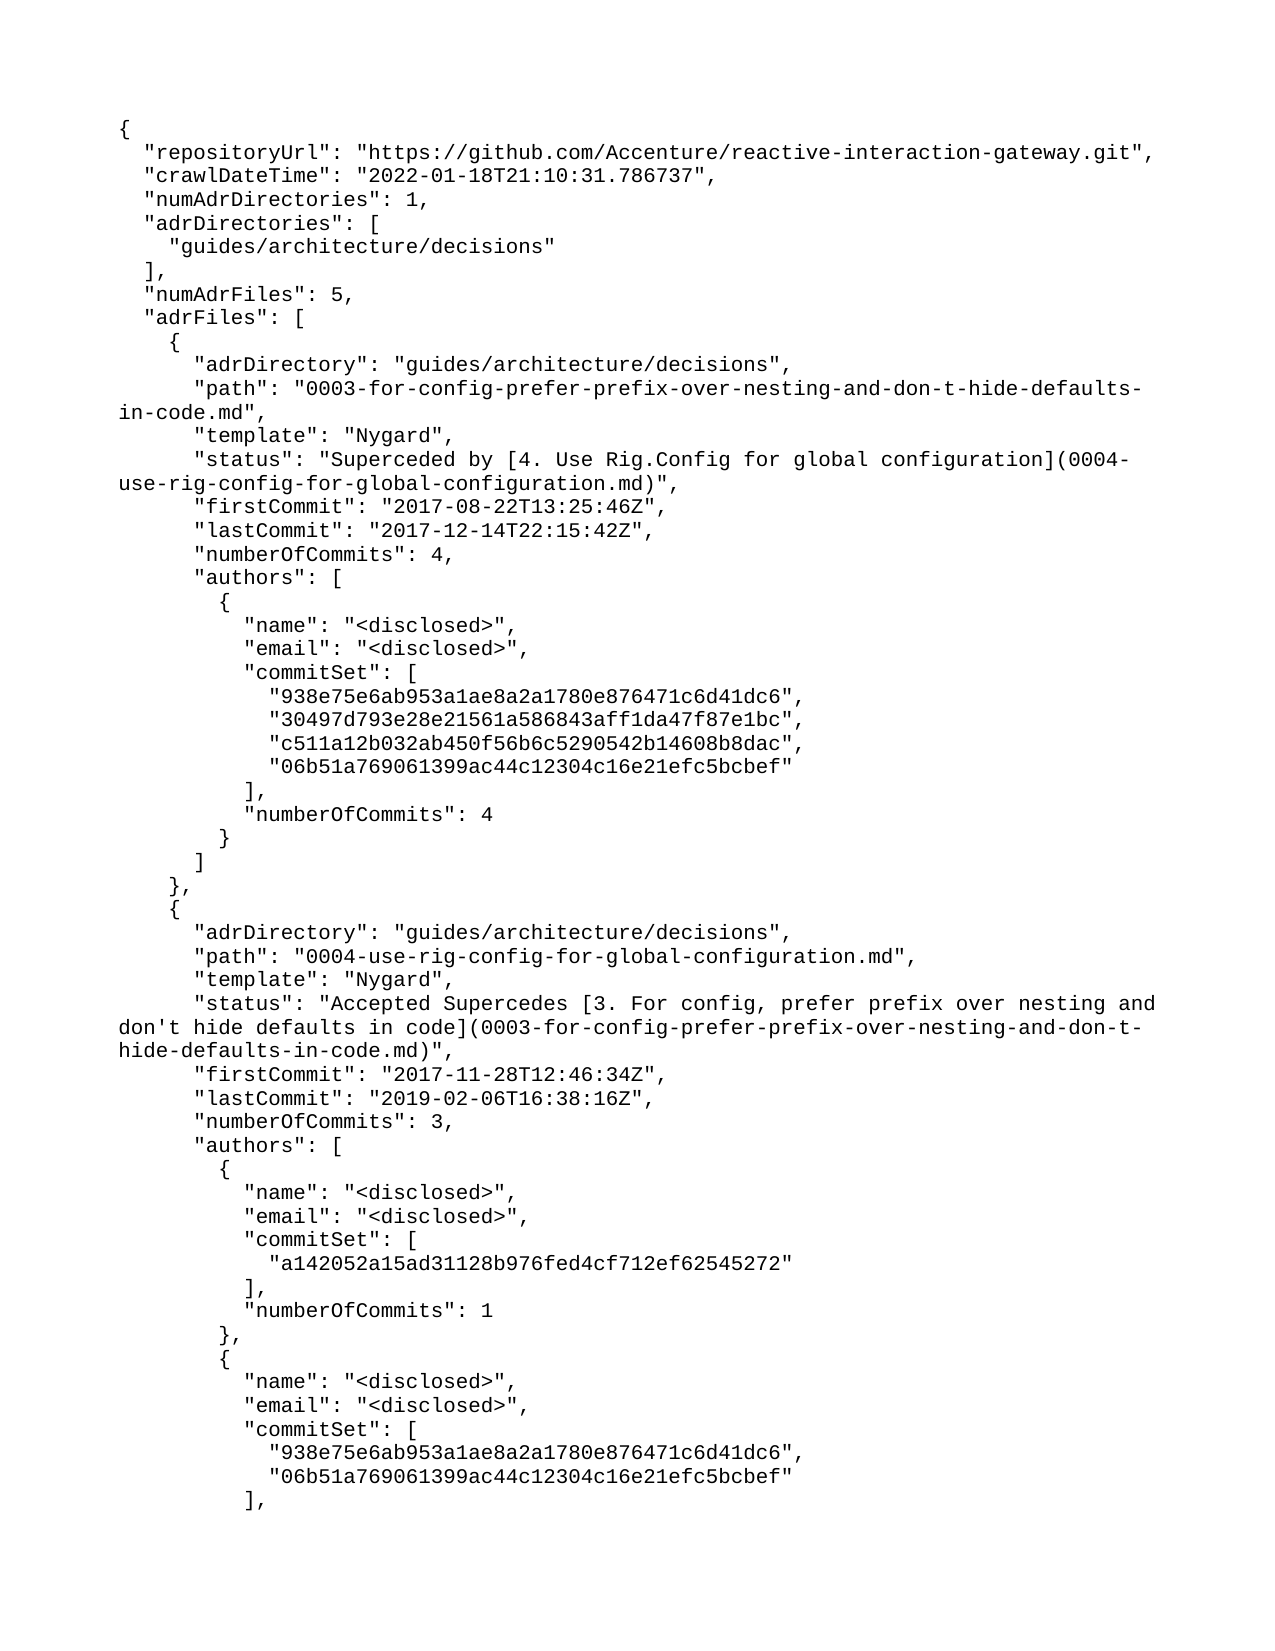 {
  "repositoryUrl": "https://github.com/Accenture/reactive-interaction-gateway.git",
  "crawlDateTime": "2022-01-18T21:10:31.786737",
  "numAdrDirectories": 1,
  "adrDirectories": [
    "guides/architecture/decisions"
  ],
  "numAdrFiles": 5,
  "adrFiles": [
    {
      "adrDirectory": "guides/architecture/decisions",
      "path": "0003-for-config-prefer-prefix-over-nesting-and-don-t-hide-defaults-
in-code.md",
      "template": "Nygard",
      "status": "Superceded by [4. Use Rig.Config for global configuration](0004-
use-rig-config-for-global-configuration.md)",
      "firstCommit": "2017-08-22T13:25:46Z",
      "lastCommit": "2017-12-14T22:15:42Z",
      "numberOfCommits": 4,
      "authors": [
        {
          "name": "<disclosed>",
          "email": "<disclosed>",
          "commitSet": [
            "938e75e6ab953a1ae8a2a1780e876471c6d41dc6",
            "30497d793e28e21561a586843aff1da47f87e1bc",
            "c511a12b032ab450f56b6c5290542b14608b8dac",
            "06b51a769061399ac44c12304c16e21efc5bcbef"
          ],
          "numberOfCommits": 4
        }
      ]
    },
    {
      "adrDirectory": "guides/architecture/decisions",
      "path": "0004-use-rig-config-for-global-configuration.md",
      "template": "Nygard",
      "status": "Accepted Supercedes [3. For config, prefer prefix over nesting and
don't hide defaults in code](0003-for-config-prefer-prefix-over-nesting-and-don-t-
hide-defaults-in-code.md)",
      "firstCommit": "2017-11-28T12:46:34Z",
      "lastCommit": "2019-02-06T16:38:16Z",
      "numberOfCommits": 3,
      "authors": [
        {
          "name": "<disclosed>",
          "email": "<disclosed>",
          "commitSet": [
            "a142052a15ad31128b976fed4cf712ef62545272"
          ],
          "numberOfCommits": 1
        },
        {
          "name": "<disclosed>",
          "email": "<disclosed>",
          "commitSet": [
            "938e75e6ab953a1ae8a2a1780e876471c6d41dc6",
            "06b51a769061399ac44c12304c16e21efc5bcbef"
          ],